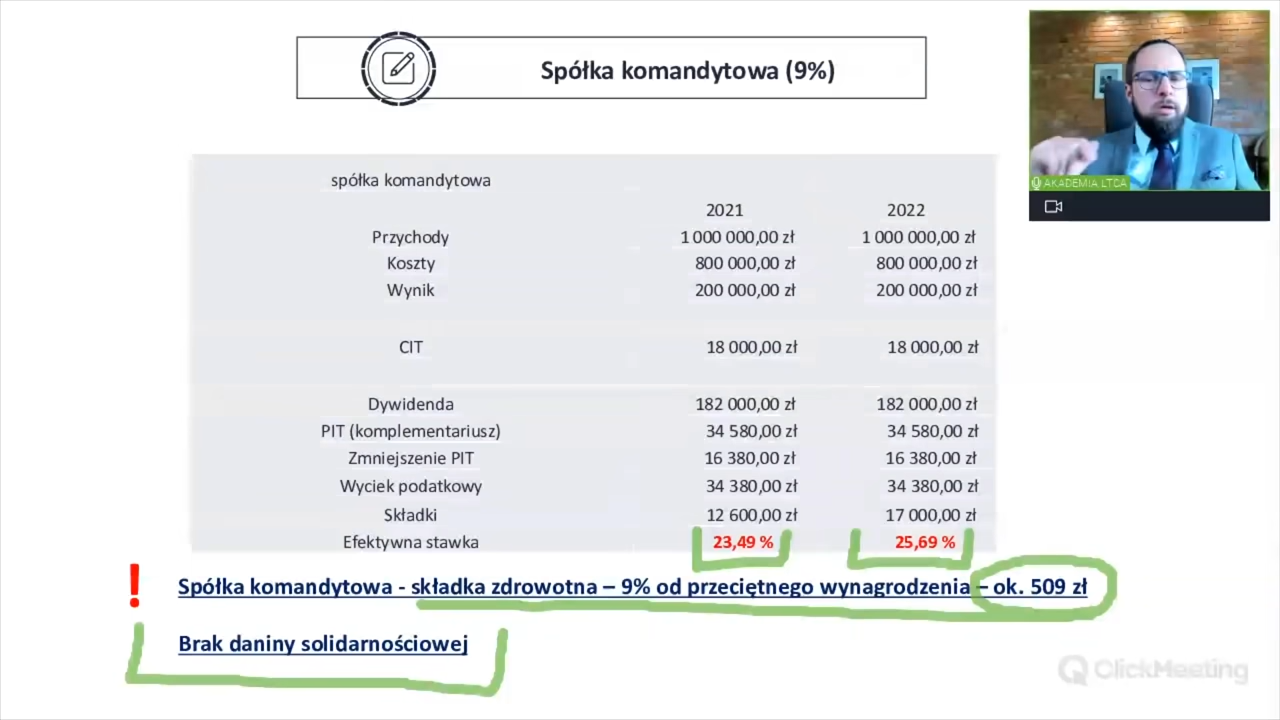 Spółka komandytowa (9%)
AKADEMIA LTCA
spółka komandytowa
2021 2022
Przychody 1 000 000,00 zł 1 000 000,00 zł
Koszty 800 000,00 zł 800 000,00 zł
Wynik 200 000,00 zł 200 000,00 zł
CIT 18 000,00 zł 18 000,00 zł
Dywidenda 182 000,00 zł 182 000,00 zł
PIT (komplementariusz) 34 580,00 zł 34 580,00 zł
Zmniejszenie PIT 16 380,00 zł 16 380,00 zł
Wyciek podatkowy 34 380,00 zł 34 380,00 zł
Składki 12 600,00 zł 17 000,00 zł
Efektywna stawka 23,49 % 25,69 %
! Spółka komandytowa - składka zdrowotna – 9% od przeciętnego wynagrodzenia – ok. 509 zł
Brak daniny solidarnościowej
ClickMeeting